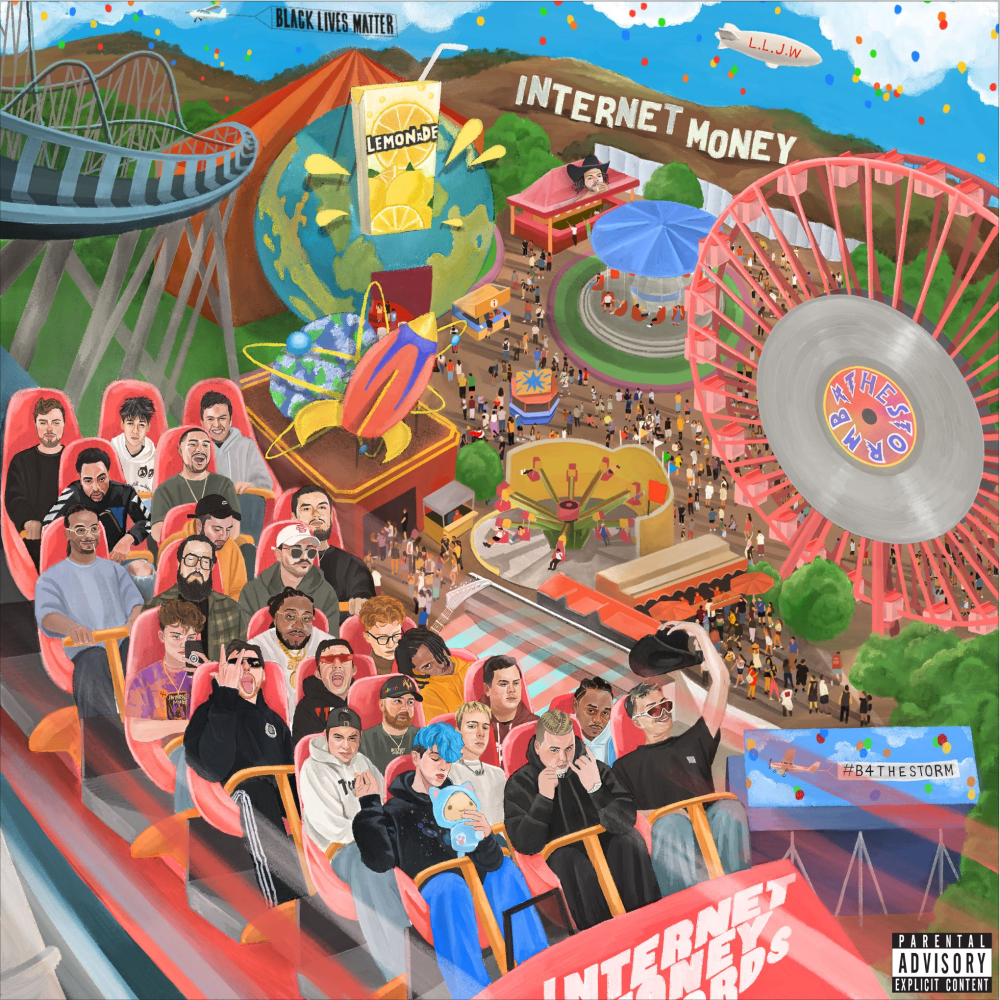 BLACK LIVES MATTER
L.L.J.W
INTERNET MONEY
LEMONADE
B4THESTORM
#B4THESTORM
INTERNET
MONEY
RECORDS
PARENTAL
ADVISORY
EXPLICIT CONTENT